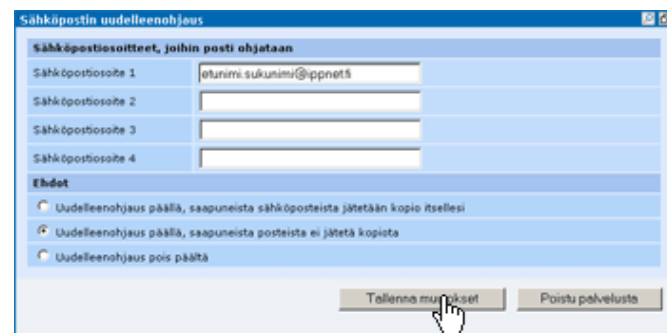 Sähköpostin uudelleenohjaus
Sähköpostiosoitteet, joihin posti ohjataan
Sähköpostiosoite 1 etunimi.sukunimi@ippnet.fi
Sähköpostiosoite 2
Sähköpostiosoite 3
Sähköpostiosoite 4
Ehdot
Uudelleenohjaus päällä, saapuneista sähköposteista jätetään kopio itsellesi
Uudelleenohjaus päällä, saapuneista posteista ei jätetä kopiota
Uudelleenohjaus pois päältä
Tallenna muutokset Poistu palvelusta